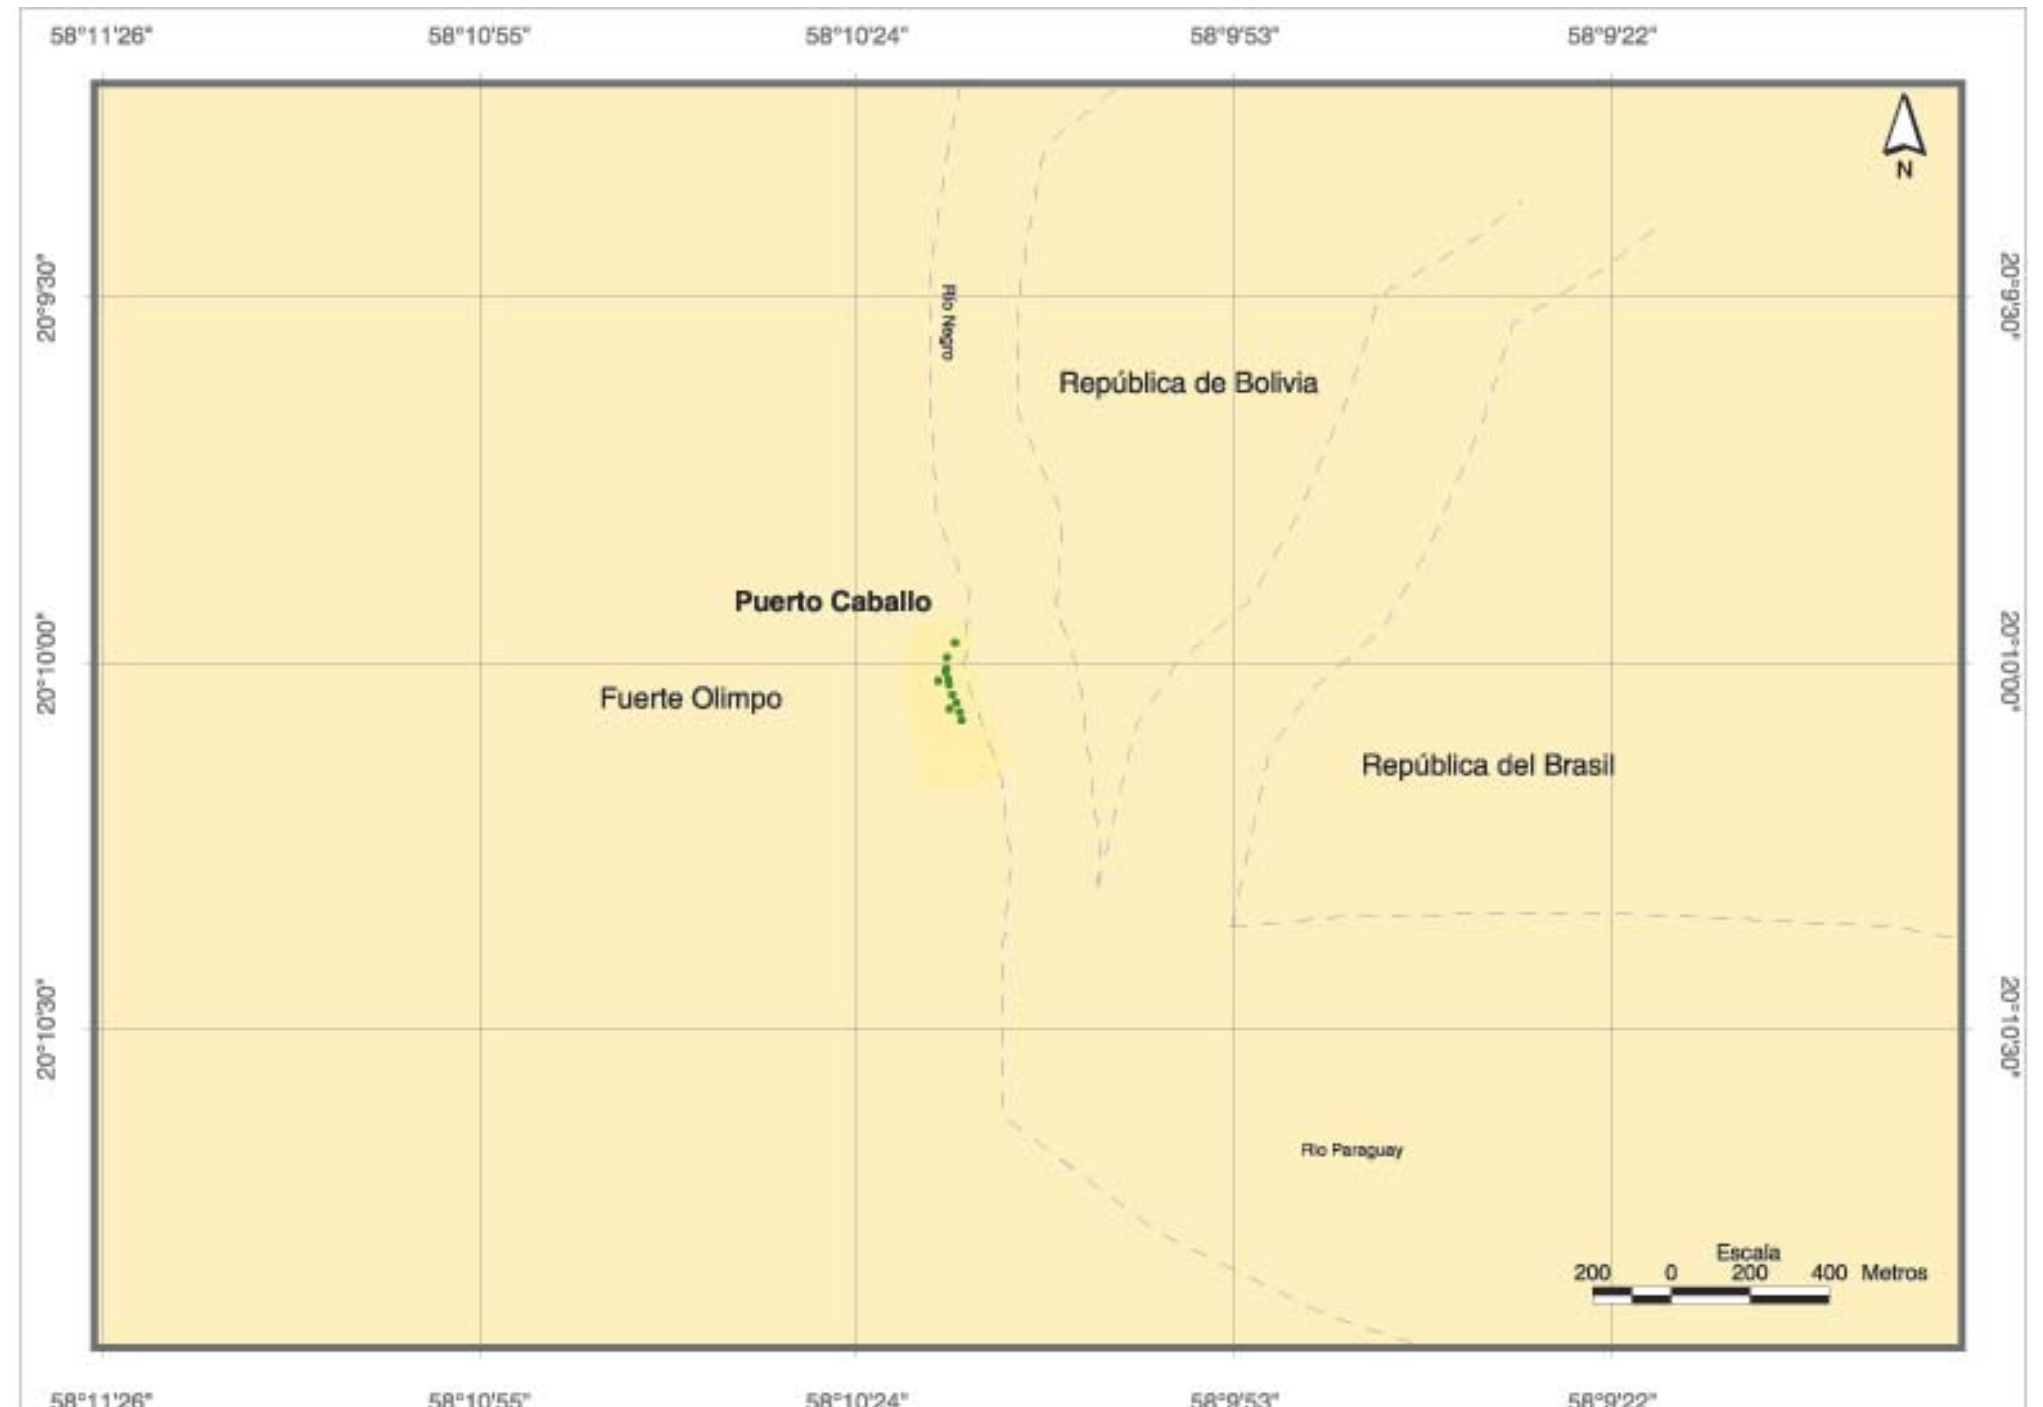 58°11'26"
58°10'55"
58°10'24"
58°9'53"
58°9'22"
N
20°9'30"
20°9'30"
Río Negro
República de Bolivia
Puerto Caballo
20°10'00"
20°10'00"
Fuerte Olimpo
República del Brasil
20°10'30"
20°10'30"
Río Paraguay
Escala
200 0 200 400 Metros
58°11'26"
58°10'55"
58°10'24"
58°9'53"
58°9'22"